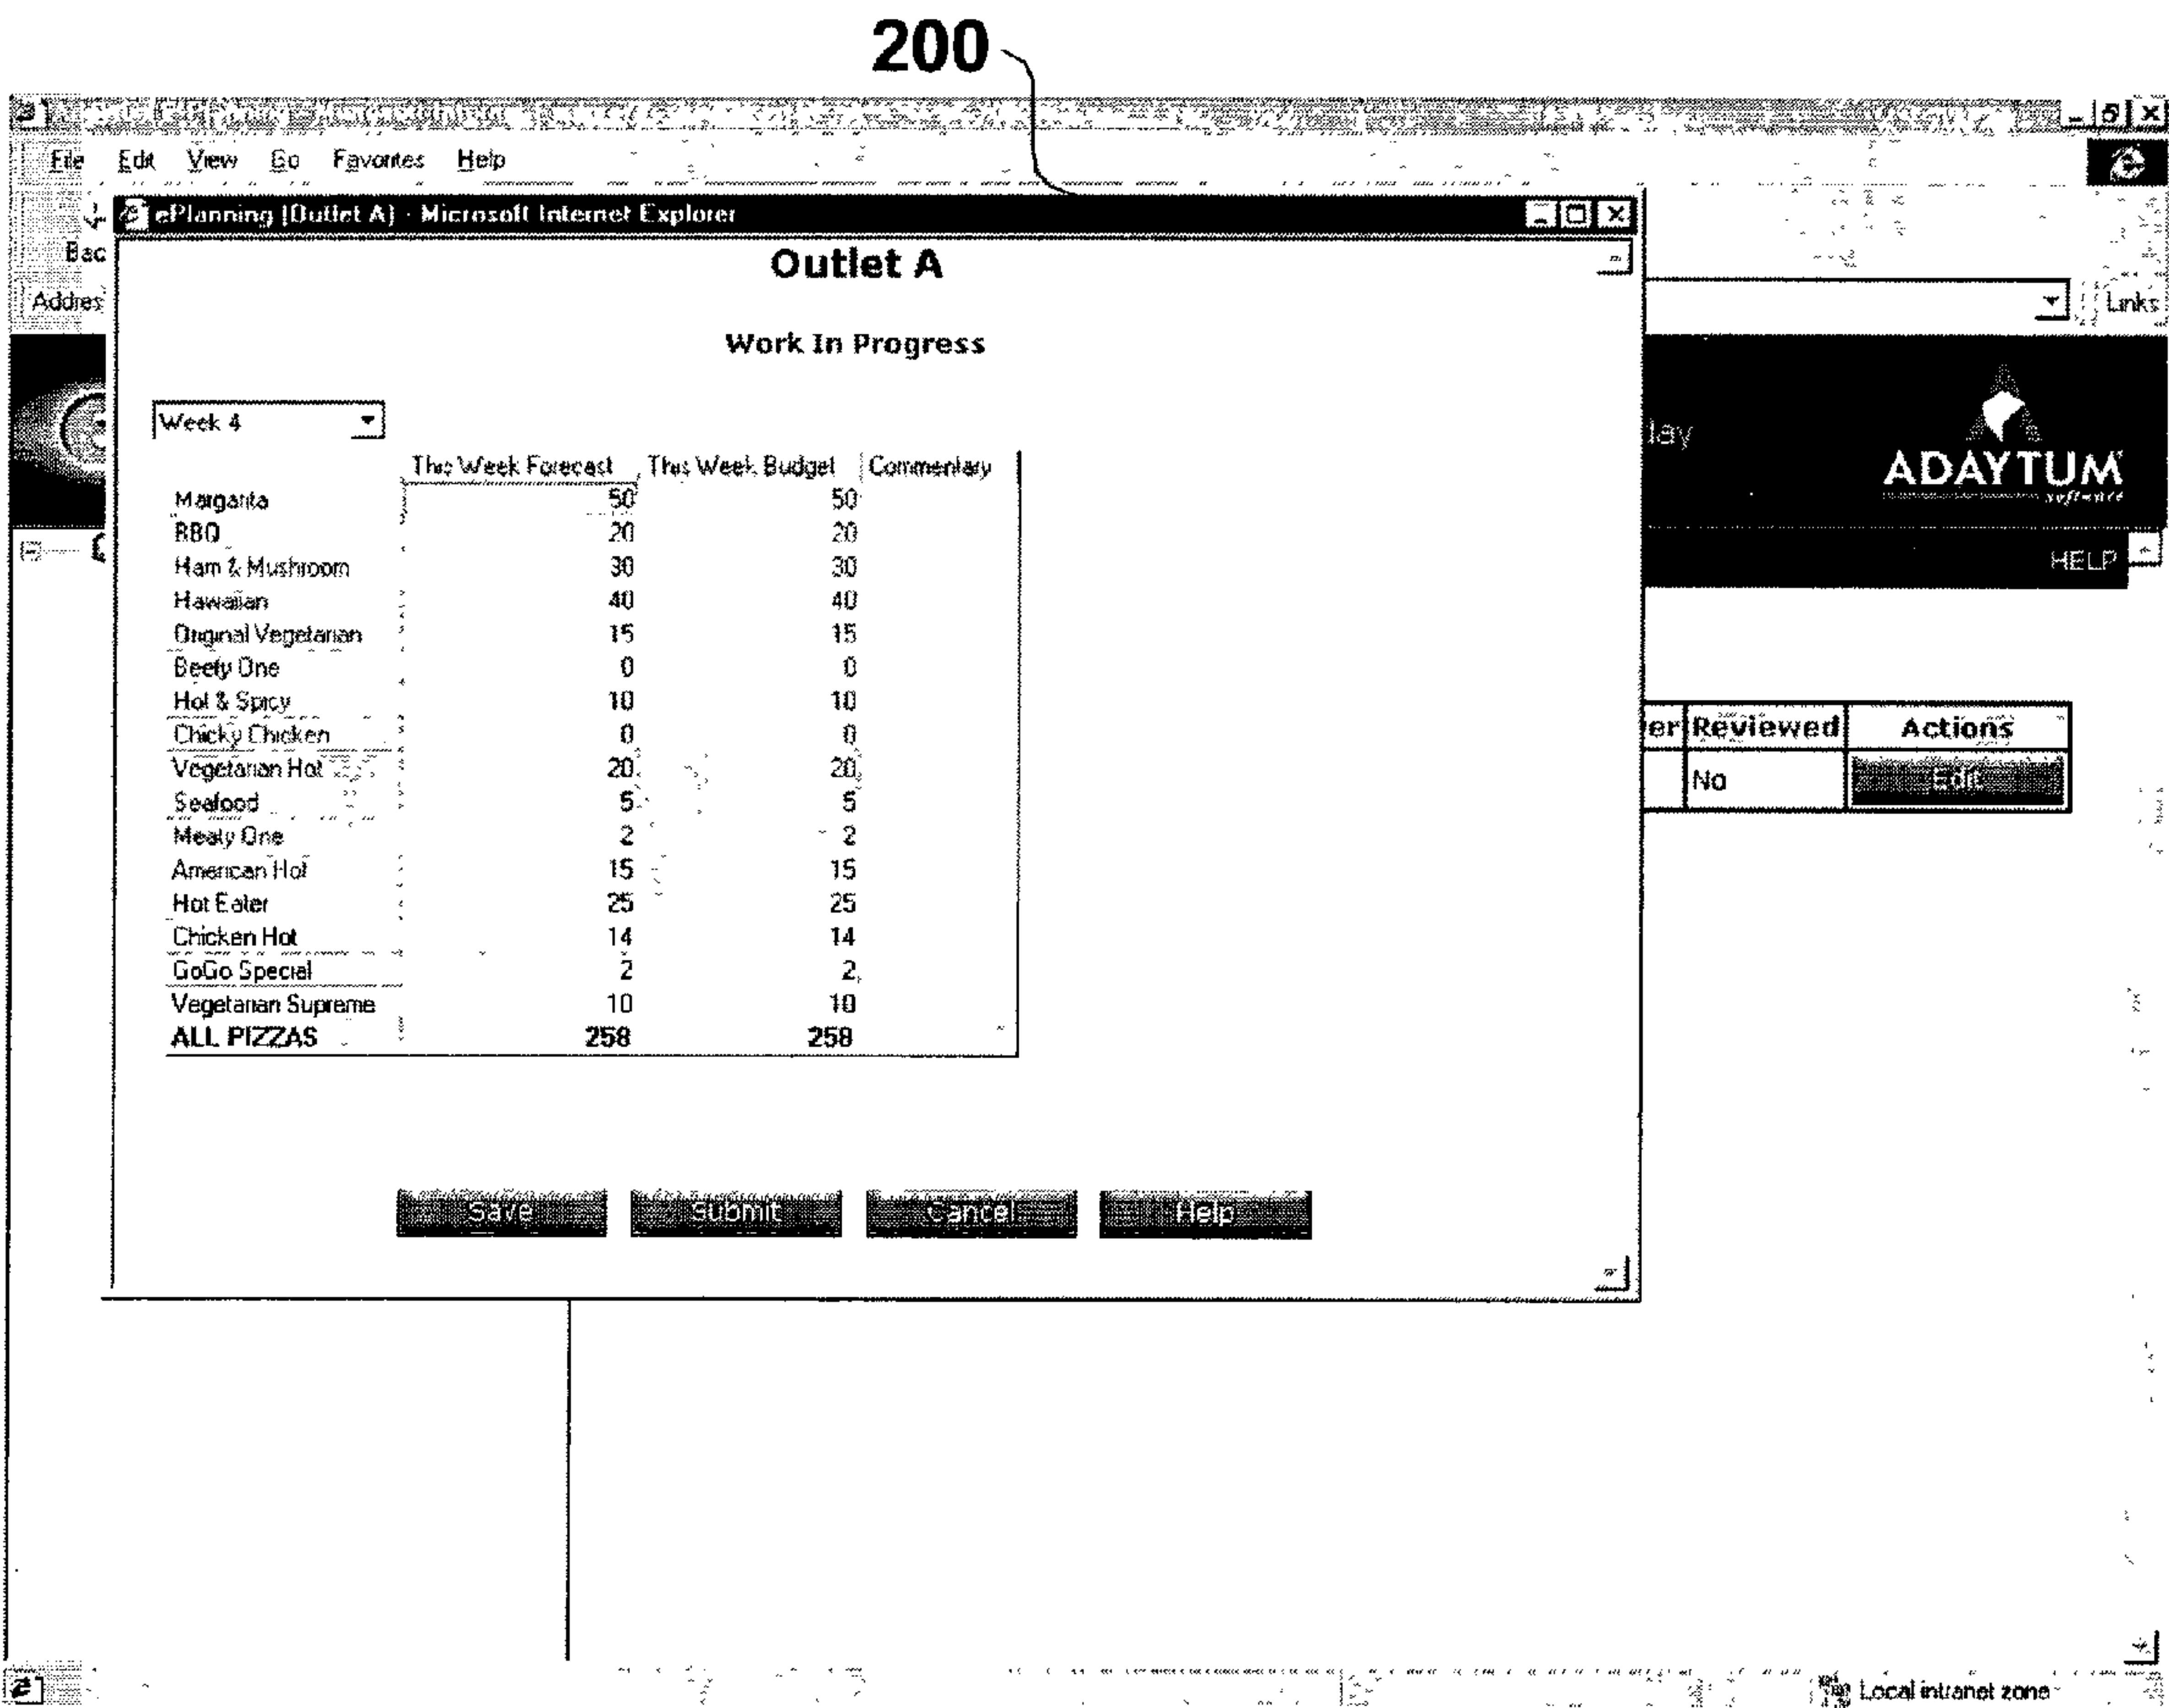 200
File Edit View Go Favorites Help
ePlanning (Outlet A) - Microsoft Internet Explorer
Bac
Outlet A
Addres
Links
Work In Progress
Week 4
lay
ADAYTUM
software
This Week Forecast This Week Budget Commentary
Margarita 50 50
BBQ 20 20
Ham & Mushroom 30 30
Hawaiian 40 40
HELP
Original Vegetarian 15 15
Beefy One 0 0
Hot & Spicy 10 10
Chicky Chicken 0 0
er Reviewed Actions
Vegetarian Hot 20 20
No Edit
Seafood 5 5
Meaty One 2 2
American Hot 15 15
Hot Eater 25 25
Chicken Hot 14 14
GoGo Special 2 2
Vegetarian Supreme 10 10
ALL PIZZAS 258 258
Save Submit Cancel Help
Local intranet zone